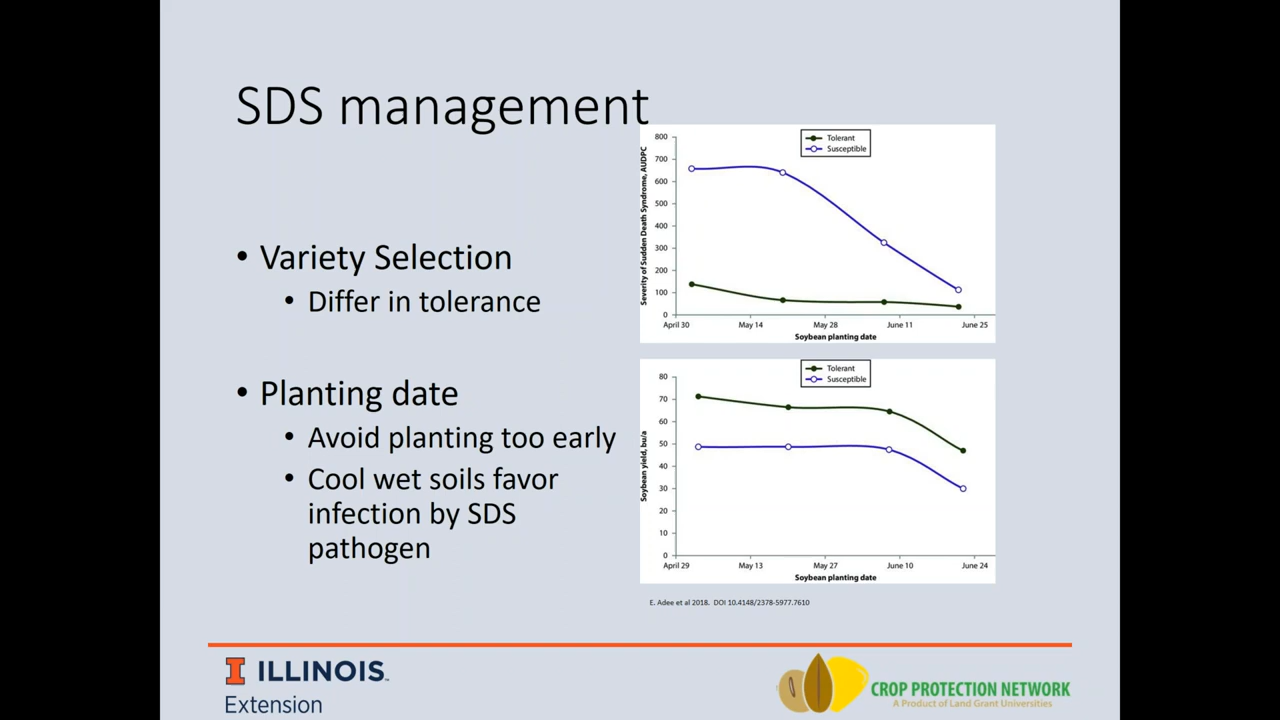 SDS management
• Variety Selection
• Differ in tolerance
• Planting date
• Avoid planting too early
• Cool wet soils favor
infection by SDS
pathogen
Tolerant
Susceptible
Severity of Sudden Death Syndrome, AUDPC
800
700
600
500
400
300
200
100
0
April 30 May 14 May 28 June 11 June 25
Soybean planting date
Tolerant
Susceptible
Soybean yield, bu/a
80
70
60
50
40
30
20
10
0
April 29 May 13 May 27 June 10 June 24
Soybean planting date
E. Adee et al 2018. DOI 10.4148/2378-5977.7610
I ILLINOIS
Extension
CROP PROTECTION NETWORK
A Product of Land Grant Universities